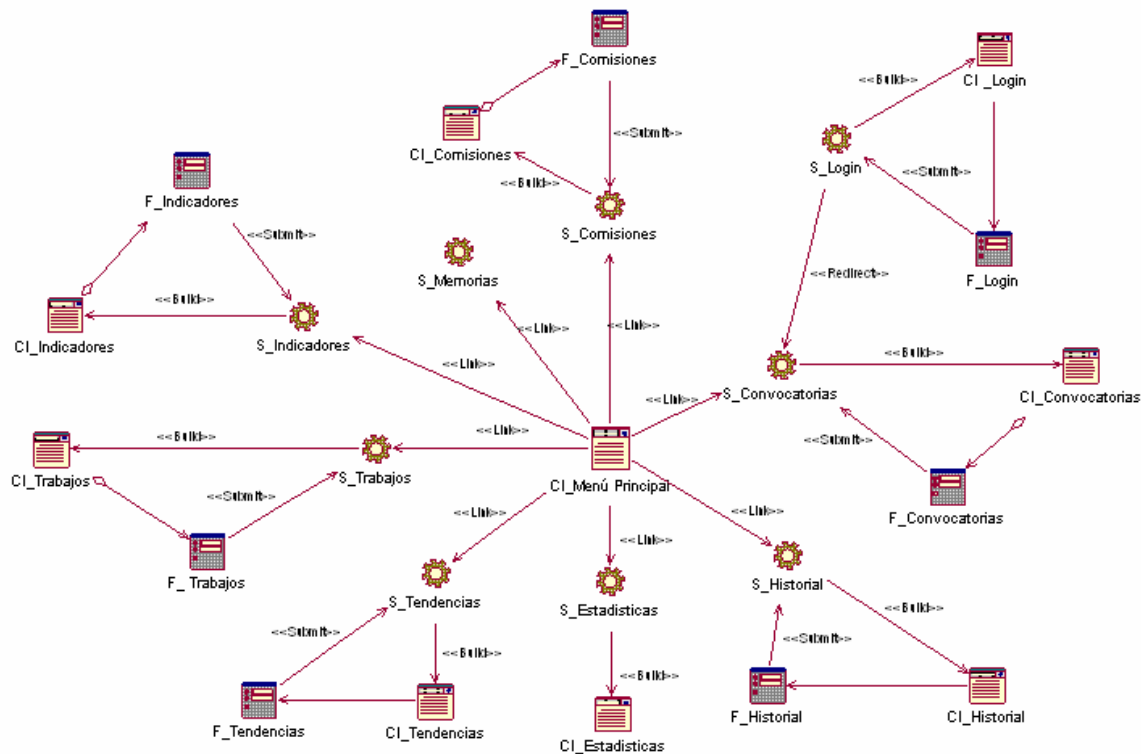 F_Comisiones
CI _Login
<<Build>>
<<Submit>>
CI_Comisiones
S_Login
<<Submit>>
<<Build>>
F_Indicadores
<<Submit>>
S_Comisiones
S_Memorias
<<Redirect>>
F_Login
<<Build>>
CI_Indicadores
S_Indicadores
<<Link>>
<<Link>>
<<Build>>
<<Link>>
S_Convocatorias
CI_Convocatorias
<<Link>>
<<Build>>
<<Link>>
<<Submit>>
CI_Trabajos
S_Trabajos
CI_Menú Principal
<<Submit>>
F_Convocatorias
<<Link>>
<<Link>>
<<Link>>
F_ Trabajos
S_Tendencias
S_Estadisticas
S_Historial
<<Submit>>
<<Build>>
<<Build>>
<<Submit>>
<<Build>>
F_Tendencias
CI_Tendencias
CI_Estadisticas
F_Historial
CI_Historial